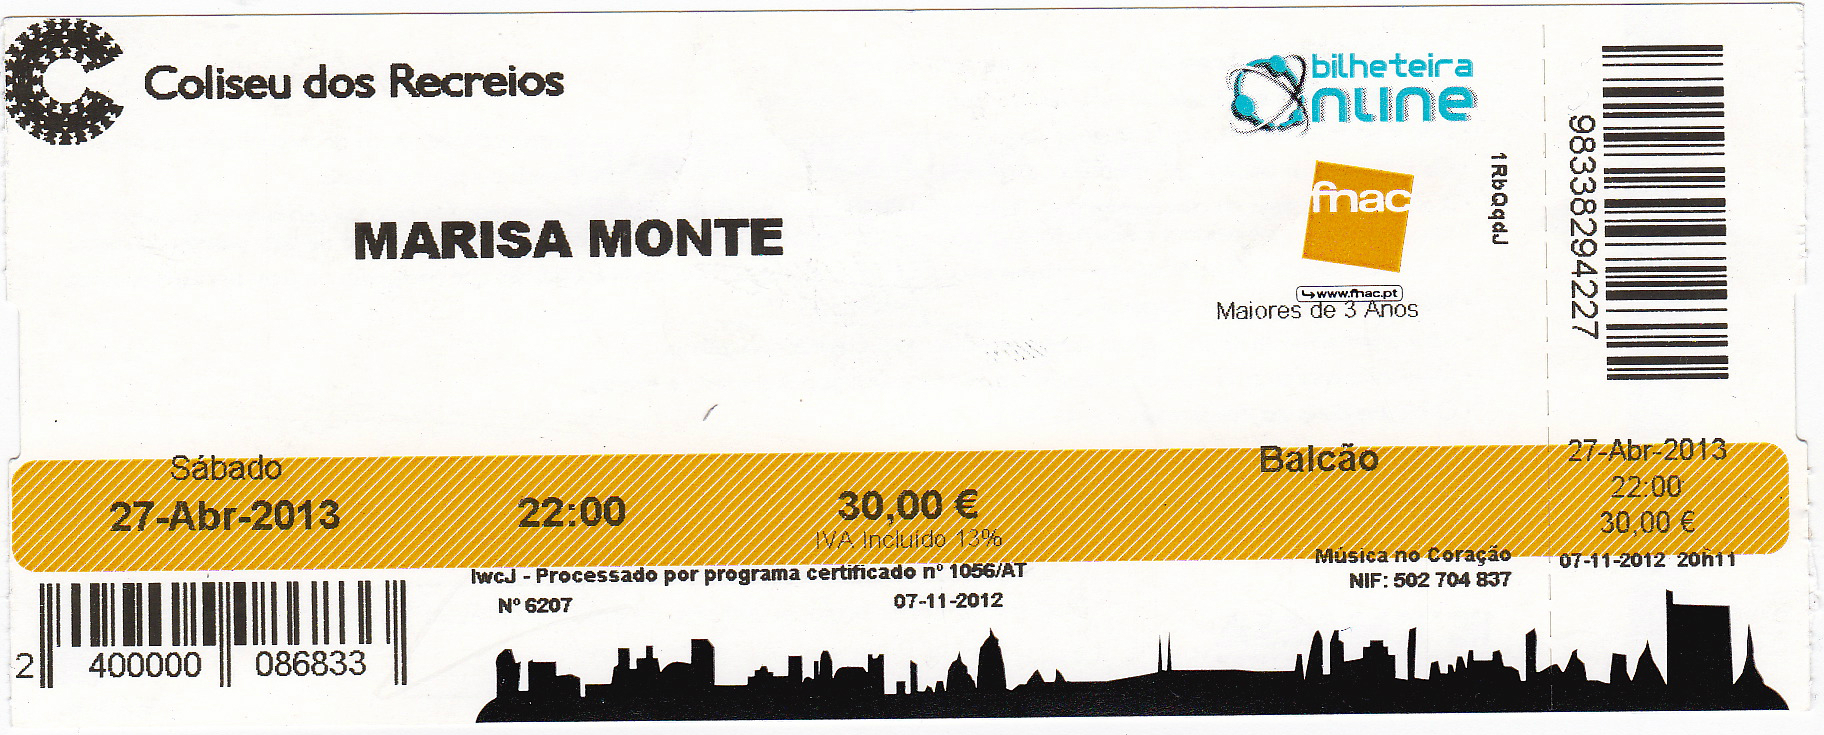 Coliseu dos Recreios
bilheteira
Online
fnac
www.fnac.pt
Maiores de 3 Anos
1RbQqdJ
9833829422​7
MARISA MONTE
Sábado
27-Abr-2013
22:00
30,00 €
IVA Incluído 13%
Balcão
27-Abr-2013
22:00
30,00 €
07-11-2012 20h11
Música no Coração
NIF: 502 704 837
IwcJ - Processado por programa certificado nº 1056/AT
Nº 6207
07-11-2012
2 400000 086833